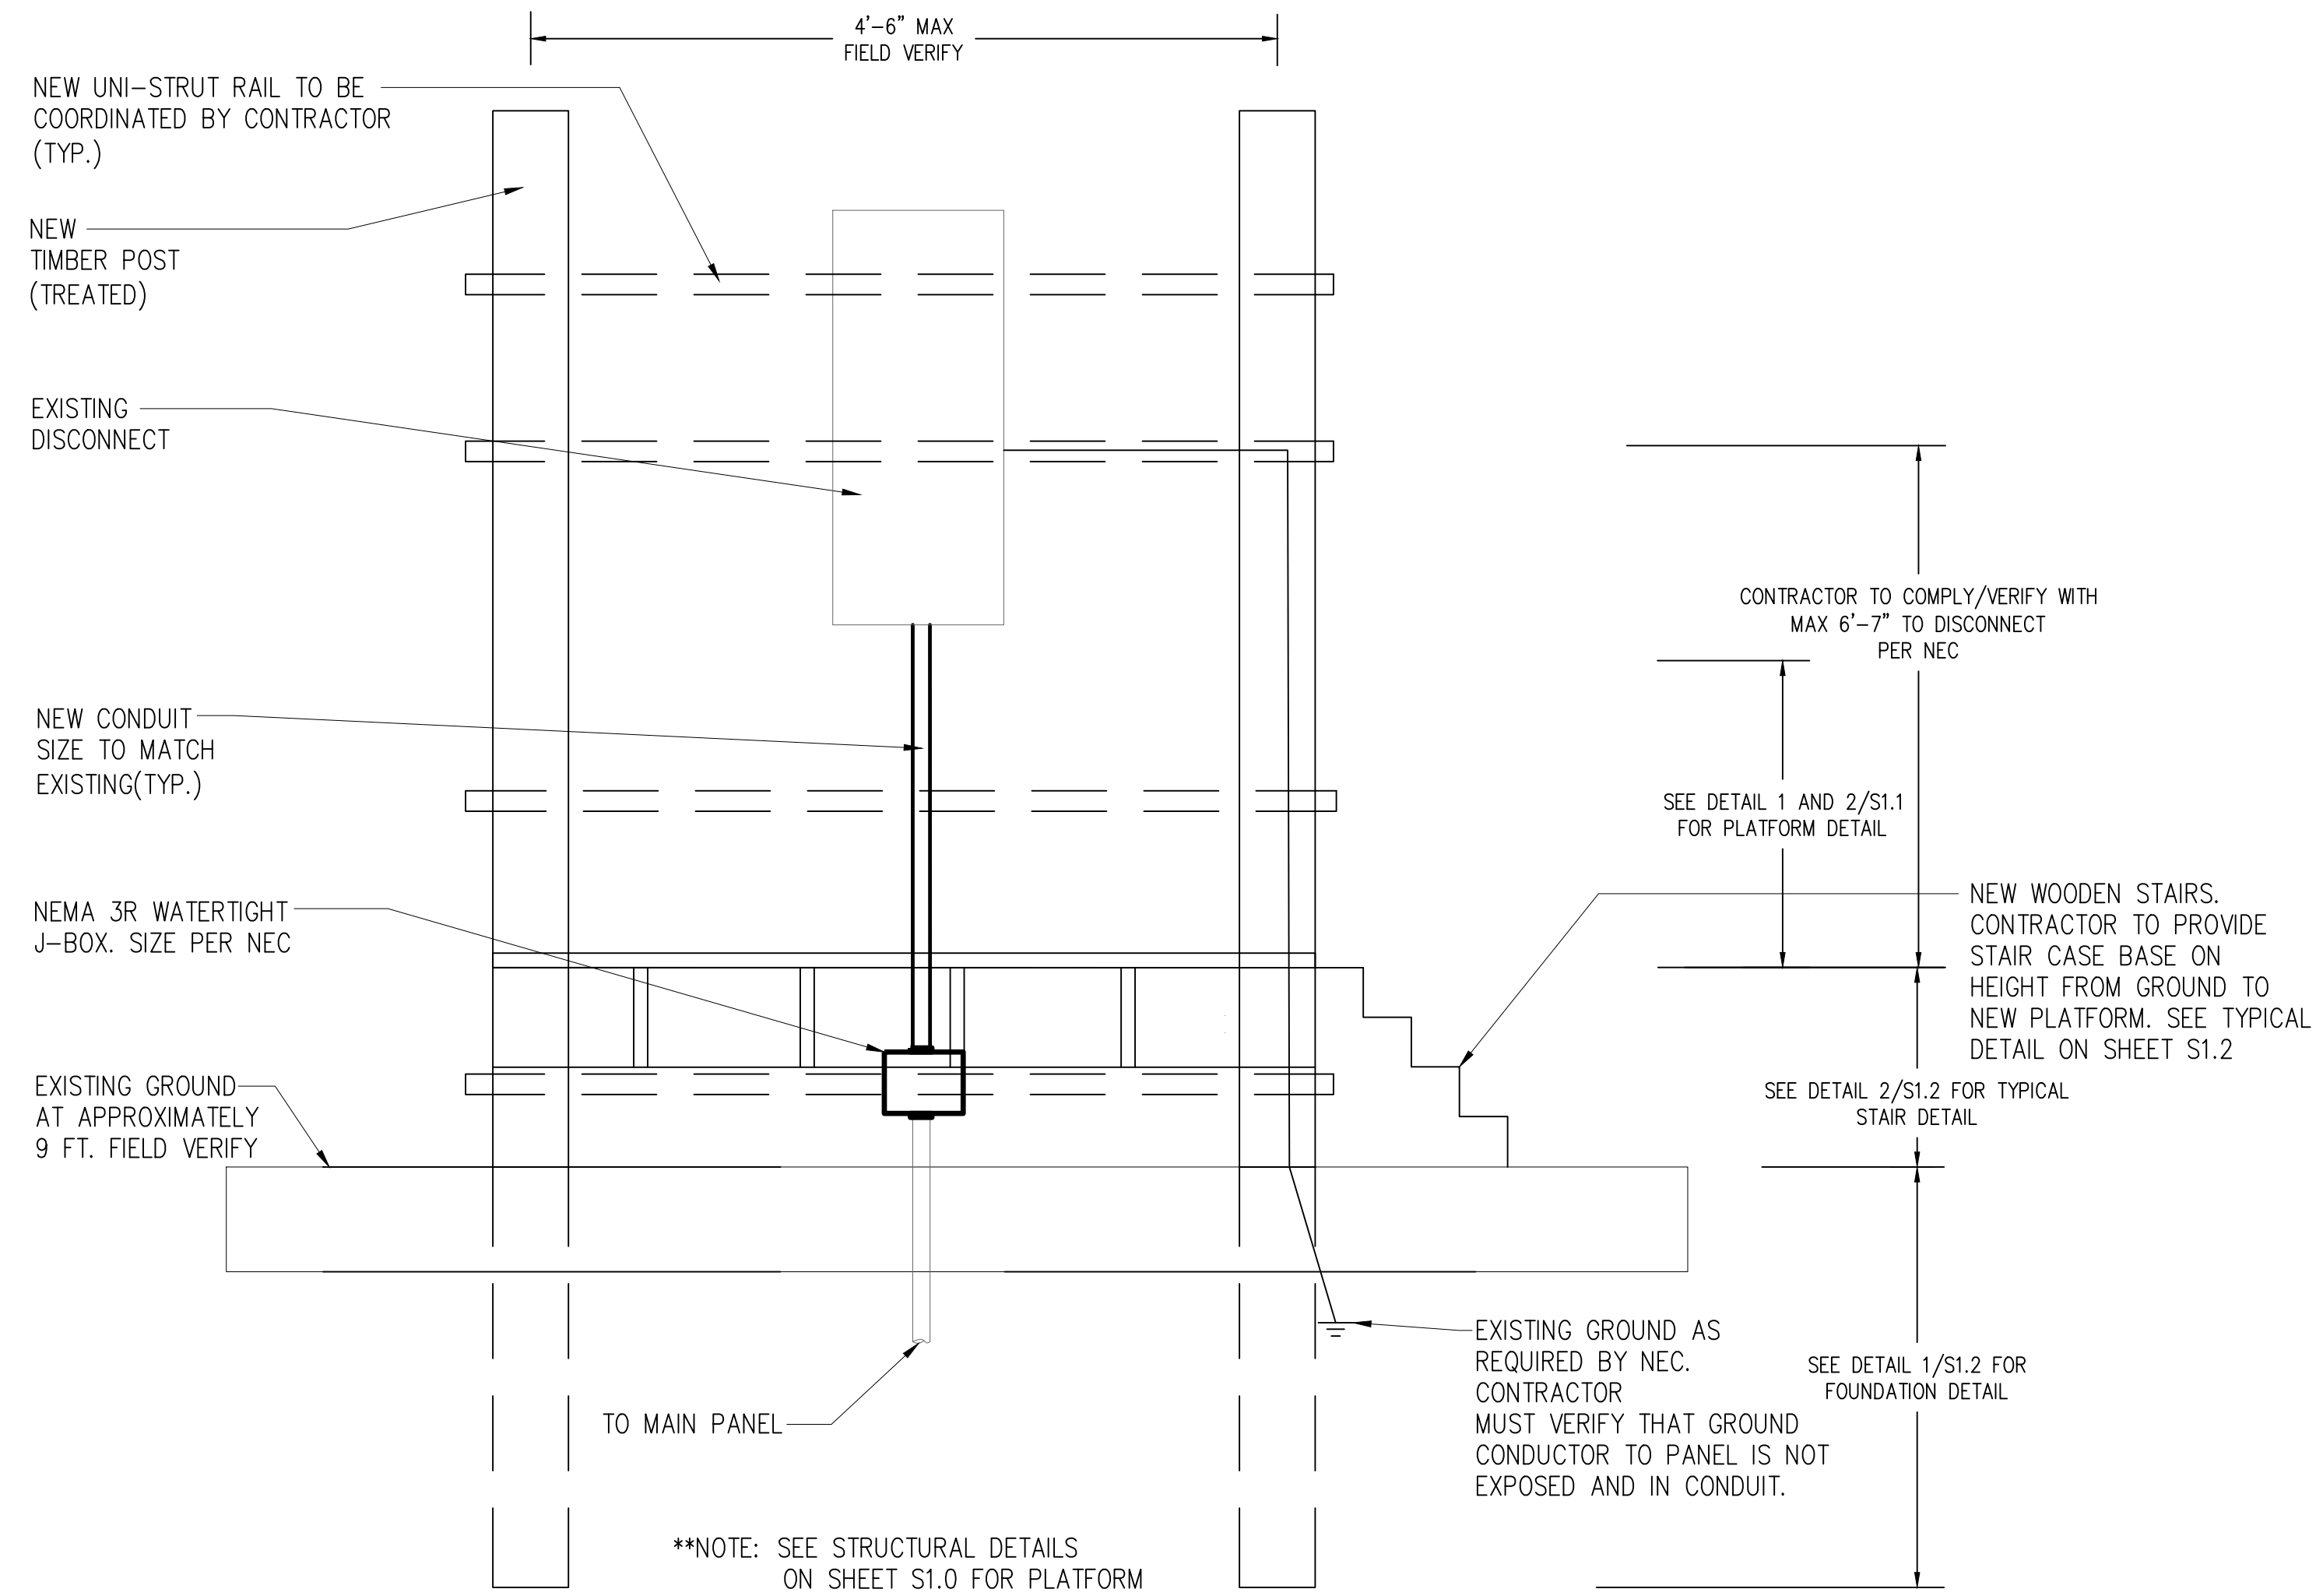 4'-6" MAX
FIELD VERIFY
NEW UNI-STRUT RAIL TO BE
COORDINATED BY CONTRACTOR
(TYP.)
NEW
TIMBER POST
(TREATED)
EXISTING
DISCONNECT
CONTRACTOR TO COMPLY/VERIFY WITH
MAX 6'-7" TO DISCONNECT
PER NEC
NEW CONDUIT
SIZE TO MATCH
EXISTING(TYP.)
SEE DETAIL 1 AND 2/S1.1
FOR PLATFORM DETAIL
NEMA 3R WATERTIGHT
J-BOX. SIZE PER NEC
NEW WOODEN STAIRS.
CONTRACTOR TO PROVIDE
STAIR CASE BASE ON
HEIGHT FROM GROUND TO
NEW PLATFORM. SEE TYPICAL
DETAIL ON SHEET S1.2
EXISTING GROUND
AT APPROXIMATELY
9 FT. FIELD VERIFY
SEE DETAIL 2/S1.2 FOR TYPICAL
STAIR DETAIL
EXISTING GROUND AS
REQUIRED BY NEC.
CONTRACTOR
MUST VERIFY THAT GROUND
CONDUCTOR TO PANEL IS NOT
EXPOSED AND IN CONDUIT.
SEE DETAIL 1/S1.2 FOR
FOUNDATION DETAIL
TO MAIN PANEL
**NOTE: SEE STRUCTURAL DETAILS
ON SHEET S1.0 FOR PLATFORM